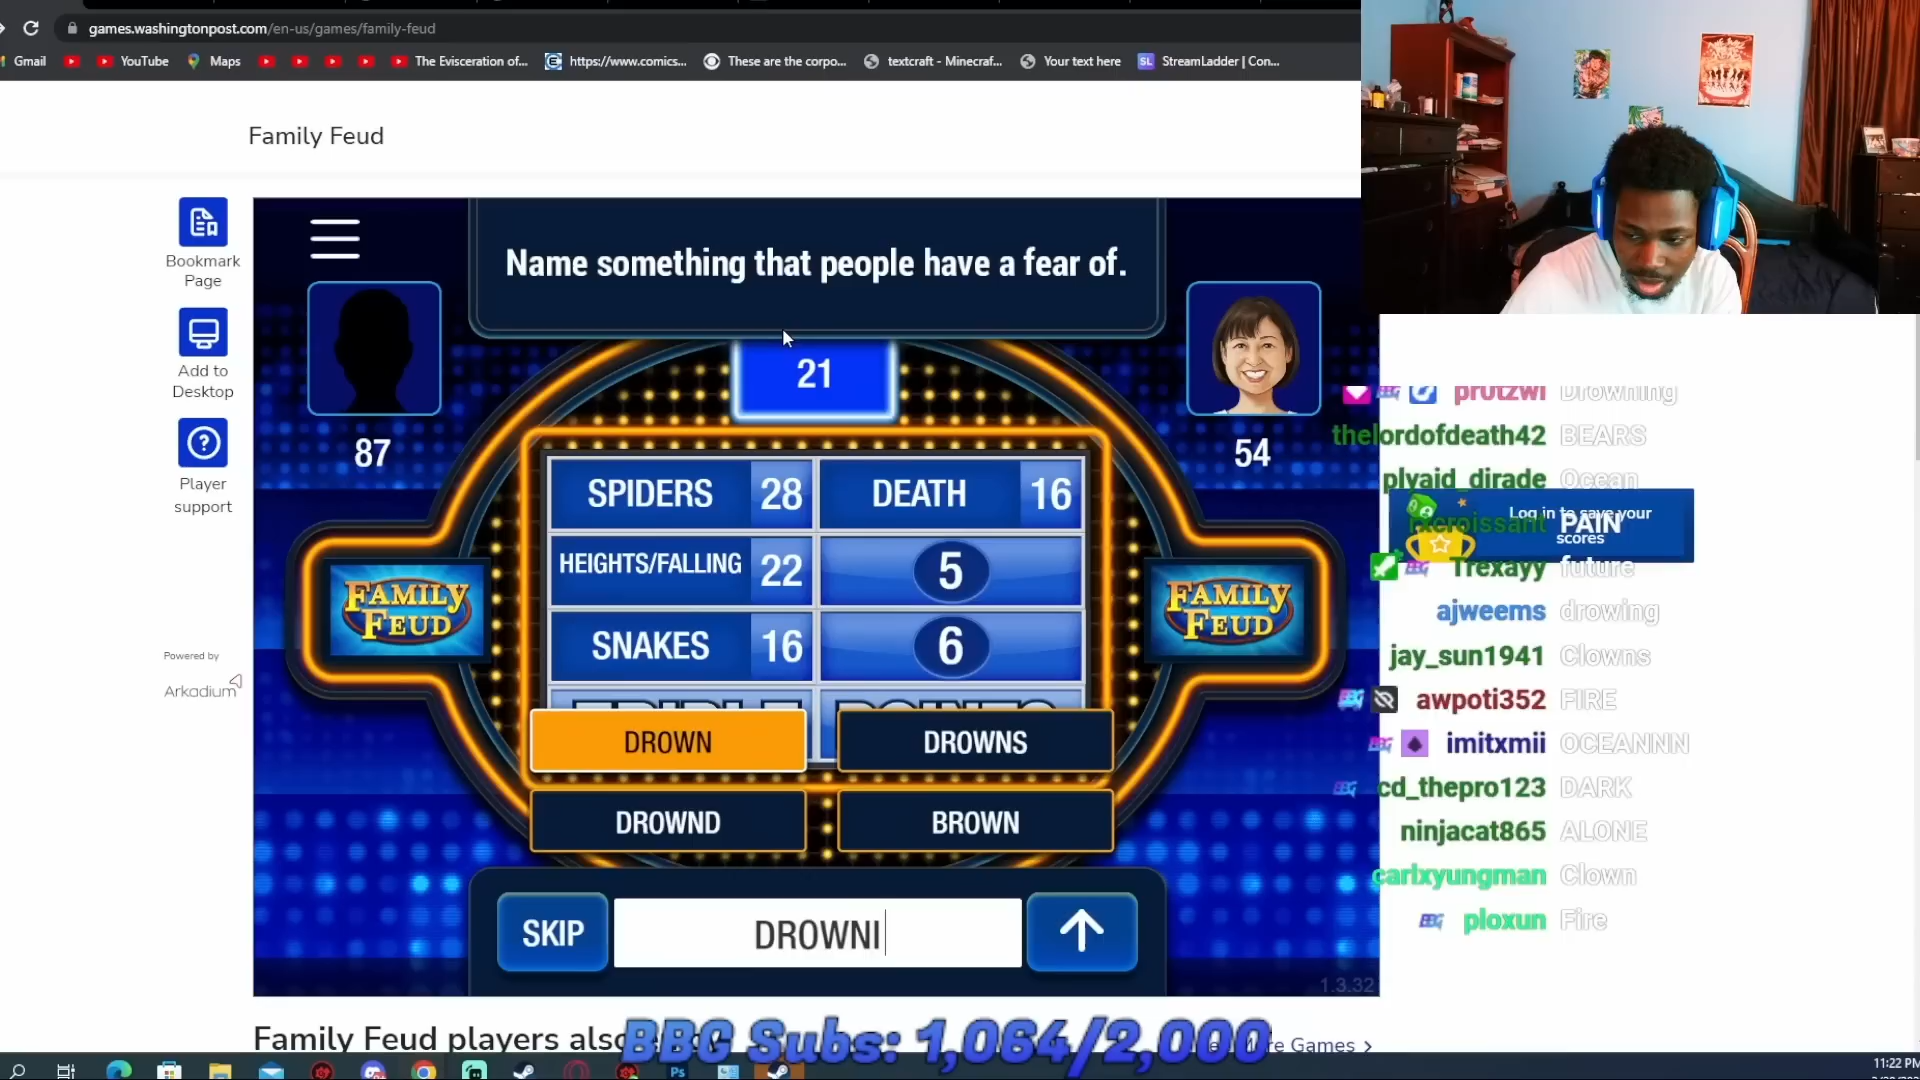 games.washingtonpost.com/en-us/games/family-feud
Gmail
YouTube
Maps
The Evisceration of...
https://www.comics...
These are the corpo...
textcraft - Minecraf...
Your text here
SL
StreamLadder | Con...
Family Feud
Bookmark
Page
Add to
Desktop
Player
support
Powered by
Arkadium
Name something that people have a fear of.
21
87
54
SPIDERS 28
DEATH 16
HEIGHTS/FALLING 22
5
SNAKES 16
6
FAMILY
FEUD
FAMILY
FEUD
DROWN
DROWNS
DROWND
BROWN
SKIP
DROWNI
1.3.32
Log in to save your
scores
prutzwl Drowning
thelordofdeath42 BEARS
plyaid_dirade Ocean
rxcroissant PAIN
Trexayy future
ajweems drowing
jay_sun1941 Clowns
awpoti352 FIRE
imitxmii OCEANNN
cd_thepro123 DARK
ninjacat865 ALONE
carlxyungman Clown
ploxun Fire
Family Feud players also
BBG Subs: 1,064/2,000
Games
Ps
11:22 PM